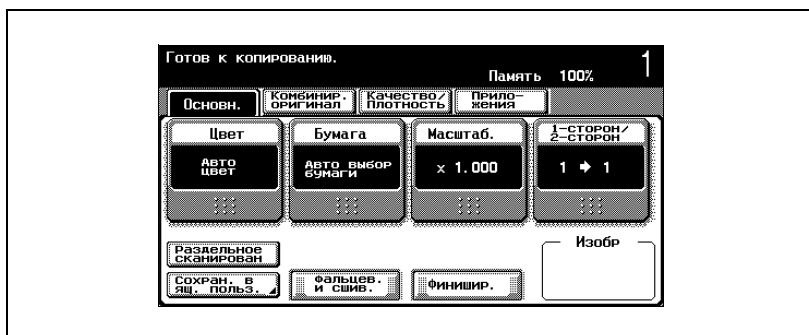 Готов к копированию.
Память 100% 1
Основн. Комбинир. оригинал Качество/ Плотность Прило- жения
Цвет Бумага Масштаб. 1-сторон/ 2-сторон
Авто цвет Авто выбор бумаги × 1.000 1 ➔ 1
Раздельное сканирован
Изобр
Сохран. в ящ. польз. Фальцев. и сшив. Финишир.